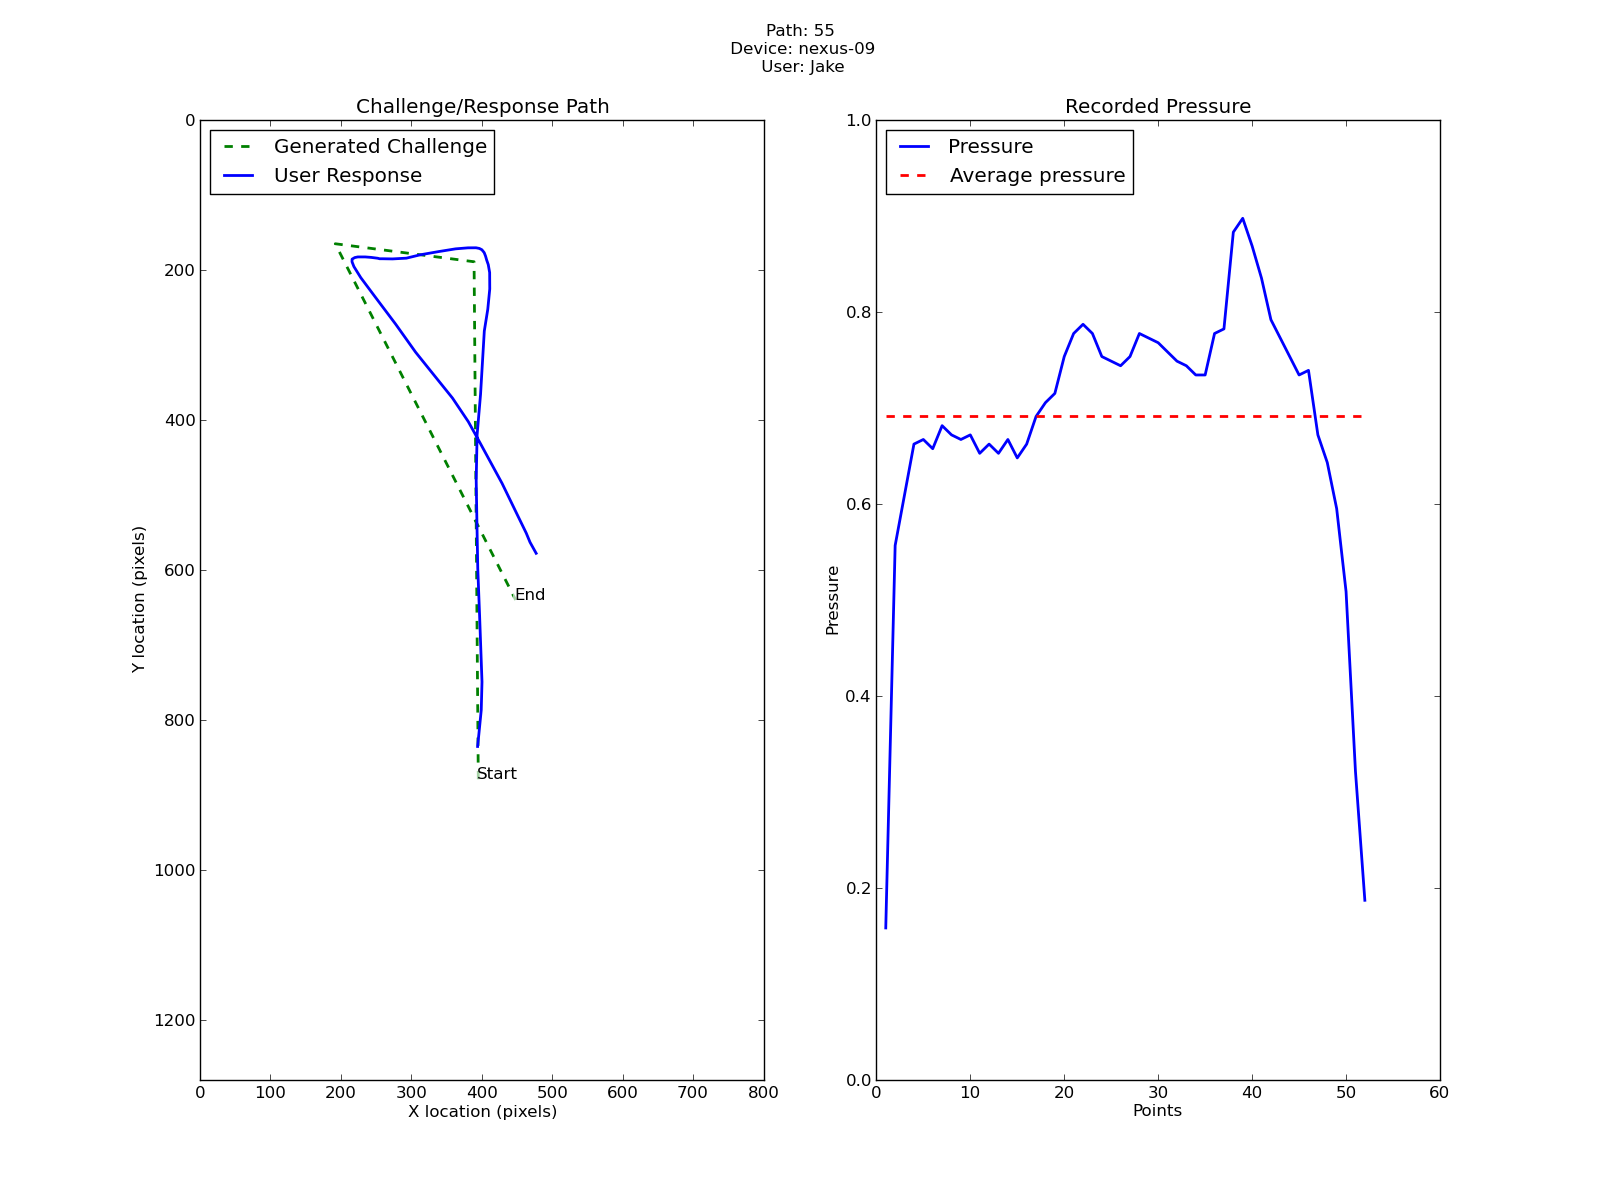 Path: 55
Device: nexus-09
User: Jake
Challenge/Response Path
Generated Challenge
User Response
0
200
400
600
800
1000
1200
Y location (pixels)
End
Start
0 100 200 300 400 500 600 700 800
X location (pixels)
Recorded Pressure
Pressure
Average pressure
1.0
0.8
0.6
0.4
0.2
0.0
Pressure
0 10 20 30 40 50 60
Points